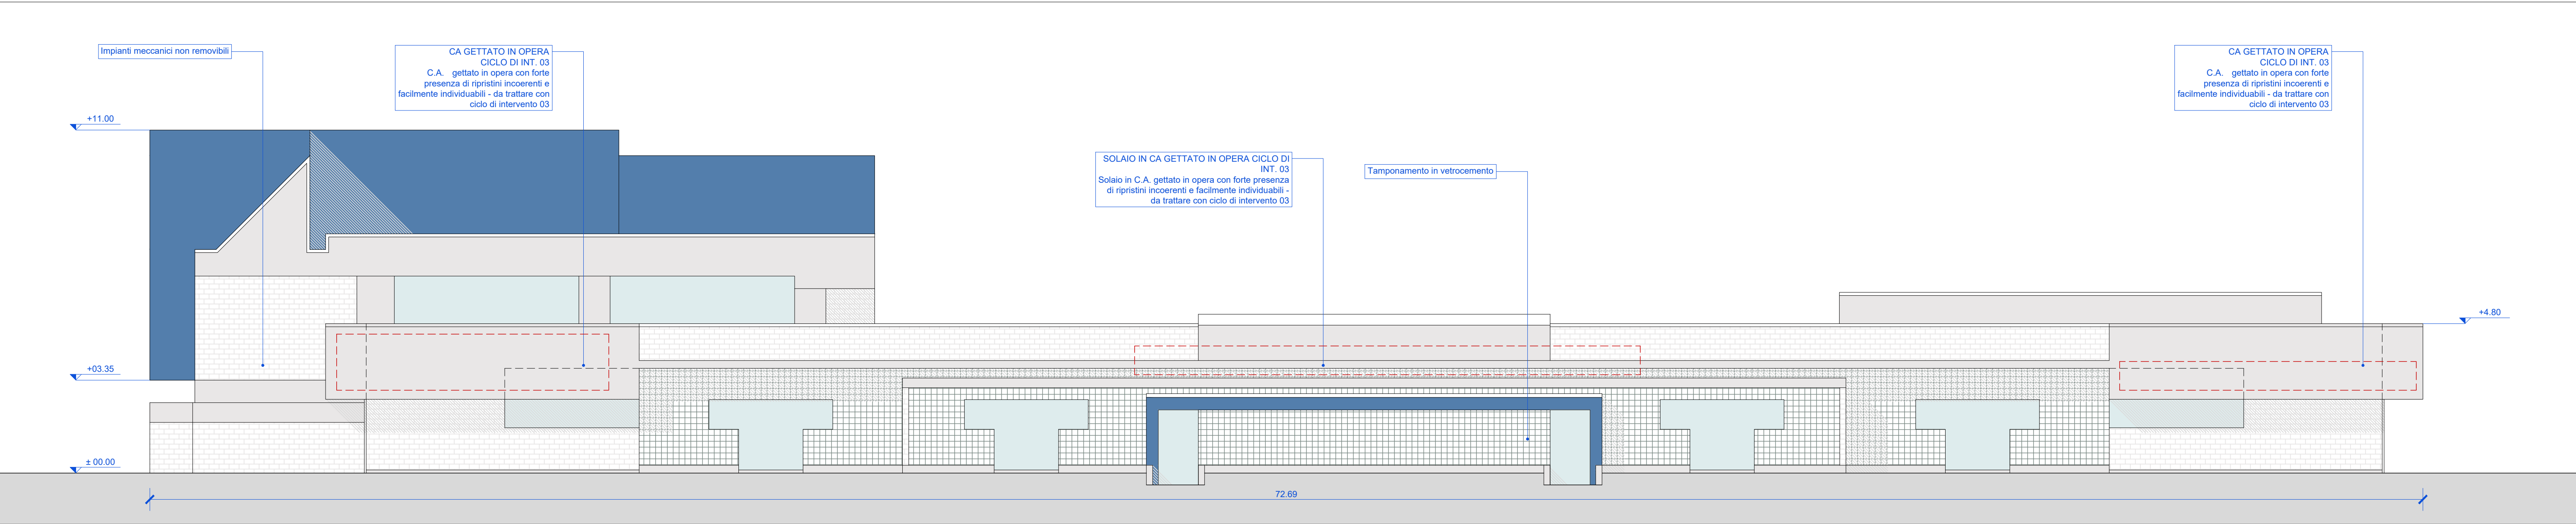 Impianti meccanici non removibili
CA GETTATO IN OPERA
CICLO DI INT. 03
C.A. gettato in opera con forte
presenza di ripristini incoerenti e
facilmente individuabili - da trattare con
ciclo di intervento 03
CA GETTATO IN OPERA
CICLO DI INT. 03
C.A. gettato in opera con forte
presenza di ripristini incoerenti e
facilmente individuabili - da trattare con
ciclo di intervento 03
+11.00
SOLAIO IN CA GETTATO IN OPERA CICLO DI
INT. 03
Solaio in C.A. gettato in opera con forte presenza
di ripristini incoerenti e facilmente individuabili -
da trattare con ciclo di intervento 03
Tamponamento in vetrocemento
+4.80
+03.35
± 00.00
72.69